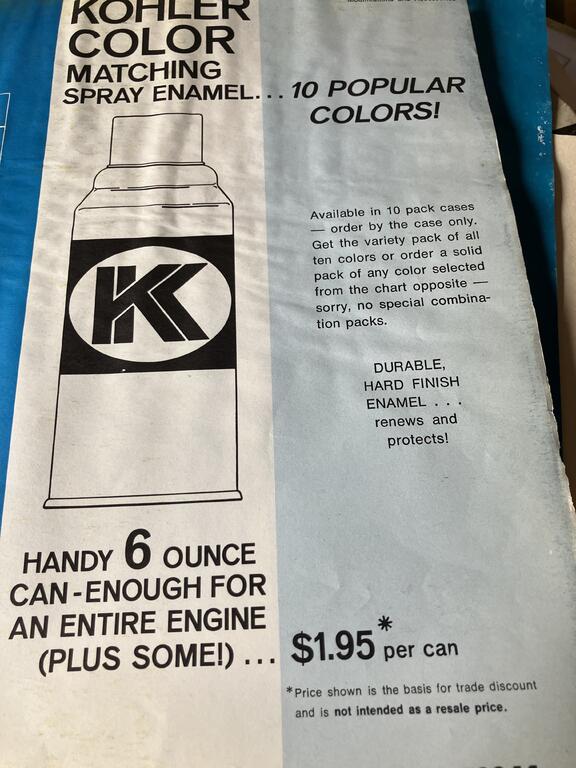 KOHLER
COLOR
MATCHING
SPRAY ENAMEL... 10 POPULAR
COLORS!
Available in 10 pack cases
— order by the case only.
Get the variety pack of all
ten colors or order a solid
pack of any color selected
from the chart opposite —
sorry, no special combina-
tion packs.
K
DURABLE,
HARD FINISH
ENAMEL . . .
renews and
protects!
HANDY 6 OUNCE
CAN-ENOUGH FOR
AN ENTIRE ENGINE
(PLUS SOME!) ... $1.95* per can
*Price shown is the basis for trade discount
and is not intended as a resale price.